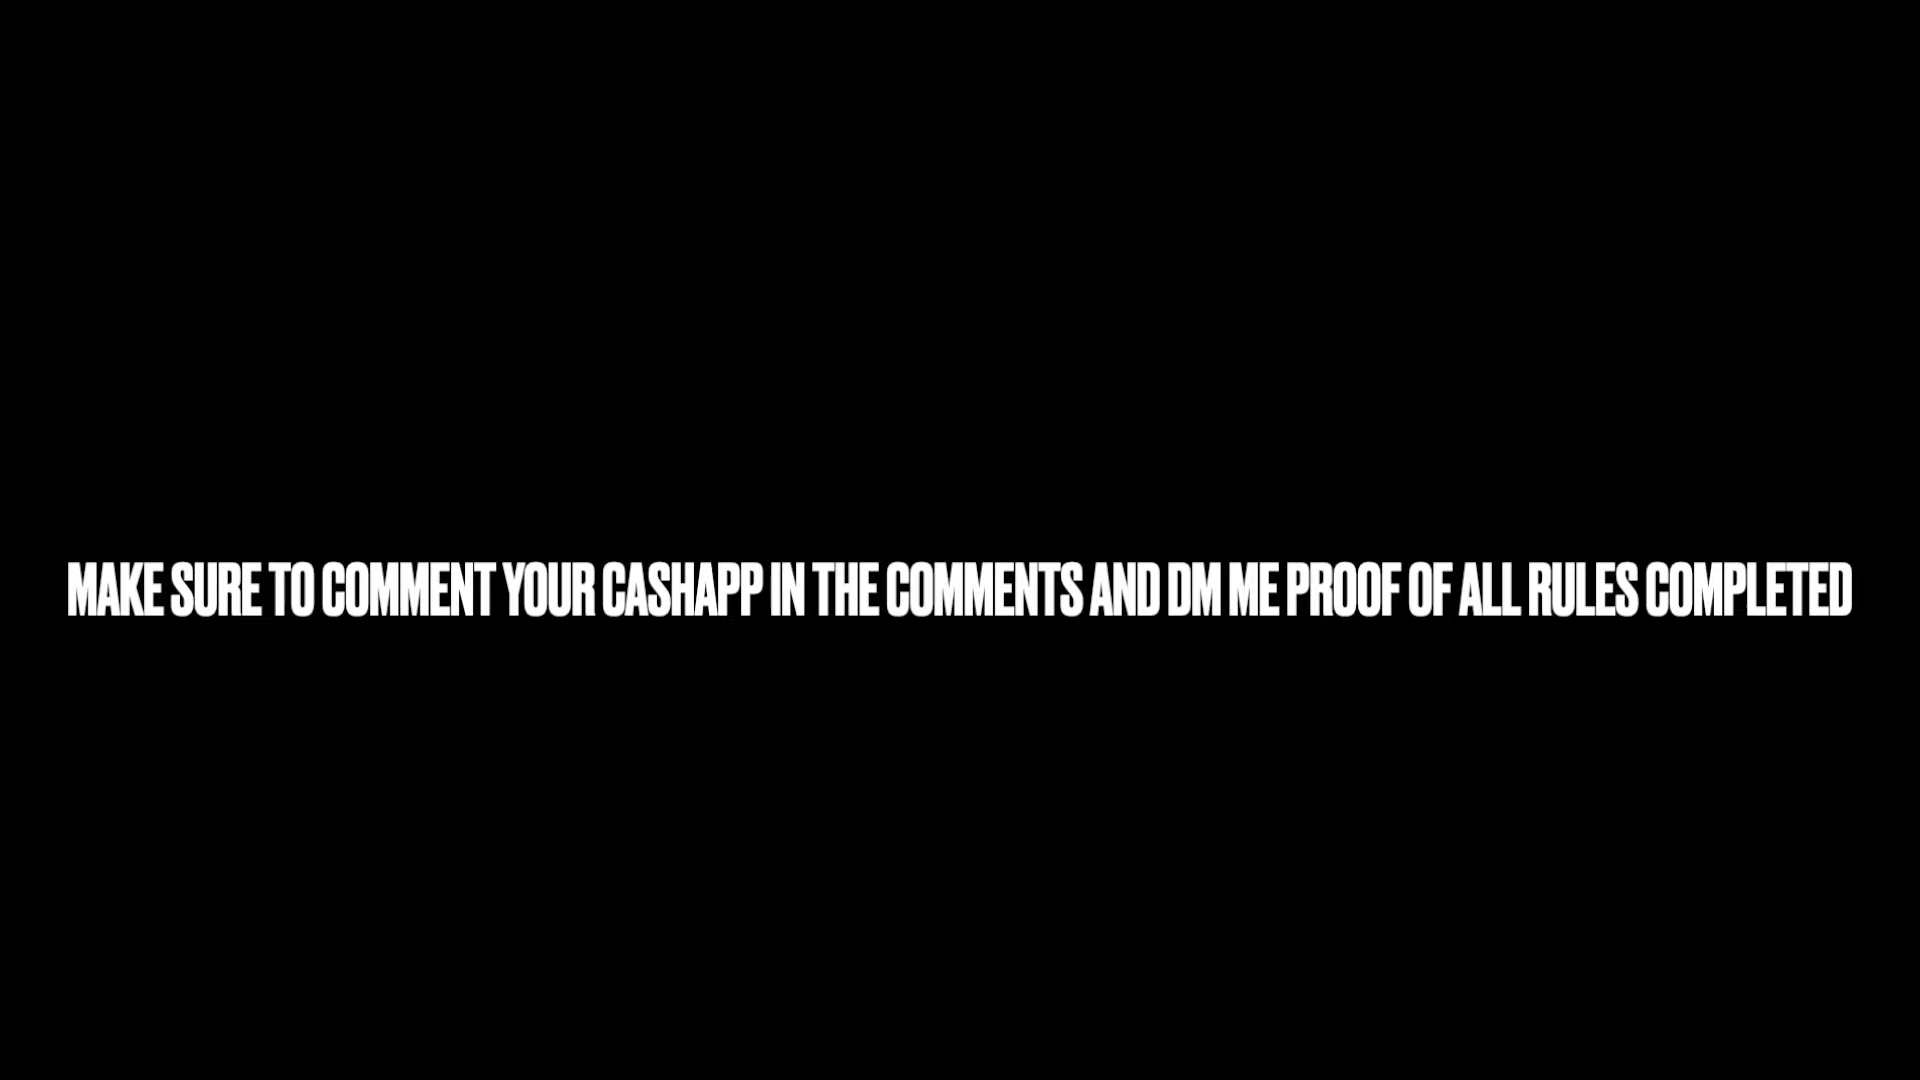 MAKE SURE TO COMMENT YOUR CASHAPP IN THE COMMENTS AND DM ME PROOF OF ALL RULES COMPLETED